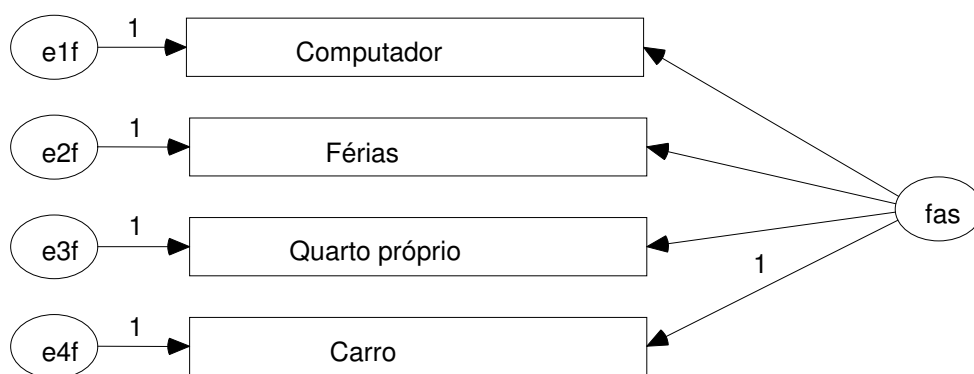 e1f 1 Computador
e2f 1 Férias
fas
e3f 1 Quarto próprio
1
e4f 1 Carro